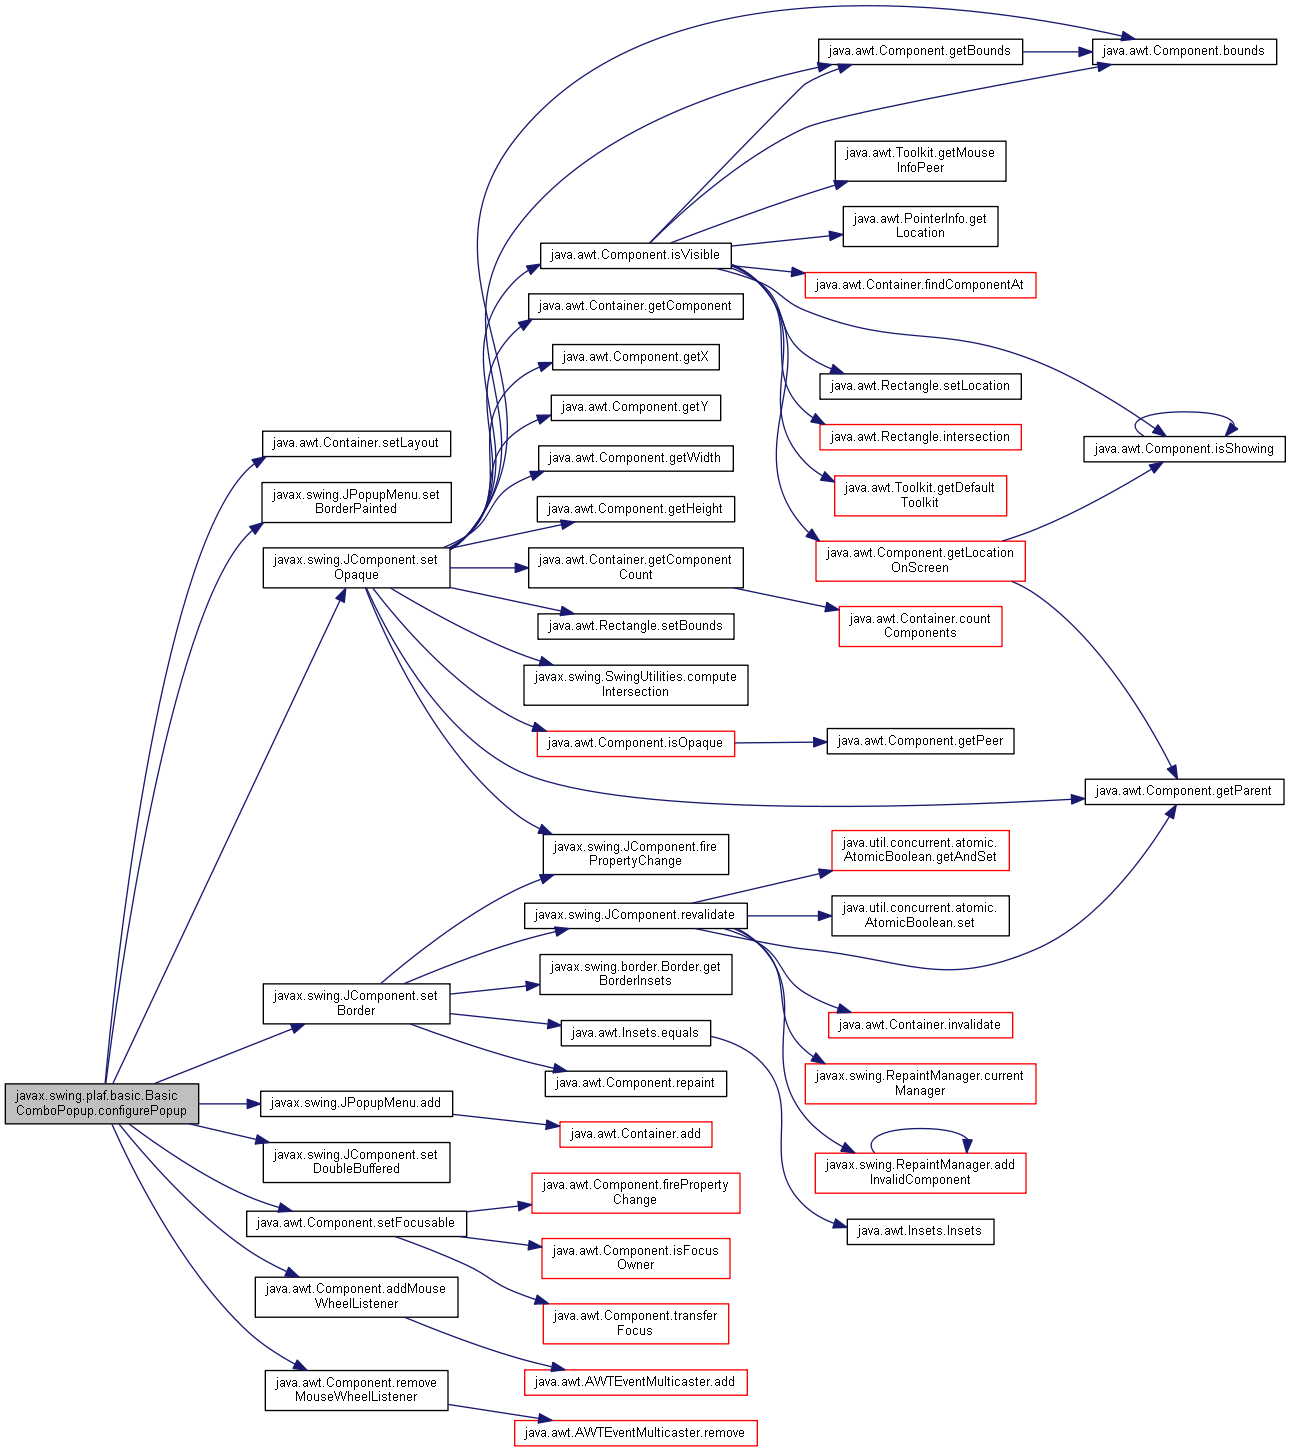 java.awt.Component.getBounds
java.awt.Component.bounds
java.awt.Toolkit.getMouse
InfoPeer
java.awt.PointerInfo.get
Location
java.awt.Component.isVisible
java.awt.Container.findComponentAt
java.awt.Container.getComponent
java.awt.Component.getX
java.awt.Rectangle.setLocation
java.awt.Component.getY
java.awt.Rectangle.intersection
java.awt.Container.setLayout
java.awt.Component.isShowing
java.awt.Component.getWidth
javax.swing.JPopupMenu.set
BorderPainted
java.awt.Toolkit.getDefault
Toolkit
java.awt.Component.getHeight
javax.swing.JComponent.set
Opaque
java.awt.Container.getComponent
Count
java.awt.Component.getLocation
OnScreen
java.awt.Rectangle.setBounds
java.awt.Container.count
Components
javax.swing.SwingUtilities.compute
Intersection
java.awt.Component.isOpaque
java.awt.Component.getPeer
java.awt.Component.getParent
javax.swing.JComponent.fire
PropertyChange
java.util.concurrent.atomic.
AtomicBoolean.getAndSet
javax.swing.JComponent.revalidate
java.util.concurrent.atomic.
AtomicBoolean.set
javax.swing.border.Border.get
BorderInsets
javax.swing.JComponent.set
Border
java.awt.Insets.equals
java.awt.Container.invalidate
java.awt.Component.repaint
javax.swing.RepaintManager.current
Manager
javax.swing.plaf.basic.Basic
ComboPopup.configurePopup
javax.swing.JPopupMenu.add
java.awt.Container.add
javax.swing.JComponent.set
DoubleBuffered
javax.swing.RepaintManager.add
InvalidComponent
java.awt.Component.fireProperty
Change
java.awt.Component.setFocusable
java.awt.Insets.Insets
java.awt.Component.isFocus
Owner
java.awt.Component.addMouse
WheelListener
java.awt.Component.transfer
Focus
java.awt.Component.remove
MouseWheelListener
java.awt.AWTEventMulticaster.add
java.awt.AWTEventMulticaster.remove